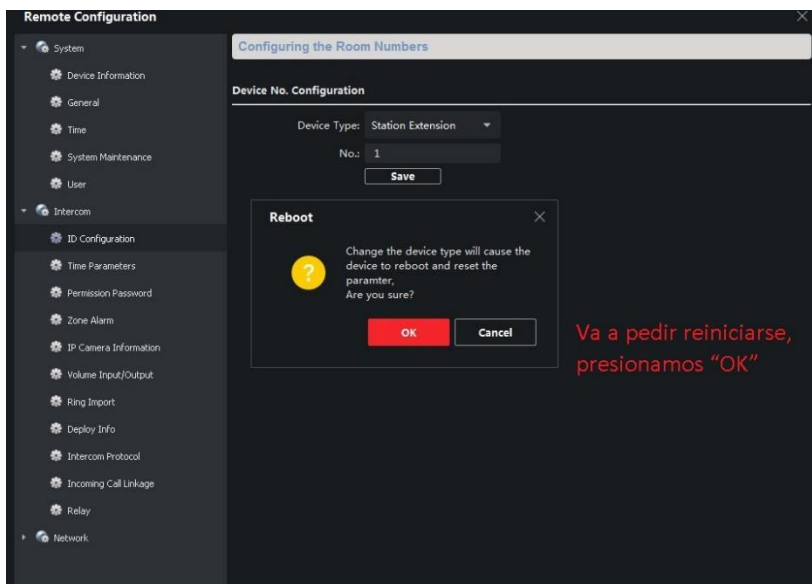 Remote Configuration
System
Device Information
General
Time
System Maintenance
User
Intercom
ID Configuration
Time Parameters
Permission Password
Zone Alarm
IP Camera Information
Volume Input/Output
Ring Import
Deploy Info
Intercom Protocol
Incoming Call Linkage
Relay
Network
Configuring the Room Numbers
Device No. Configuration
Device Type: Station Extension
No.: 1
Save
Reboot
Change the device type will cause the
device to reboot and reset the
paramter,
Are you sure?
OK Cancel
Va a pedir reiniciarse,
presionamos “OK”